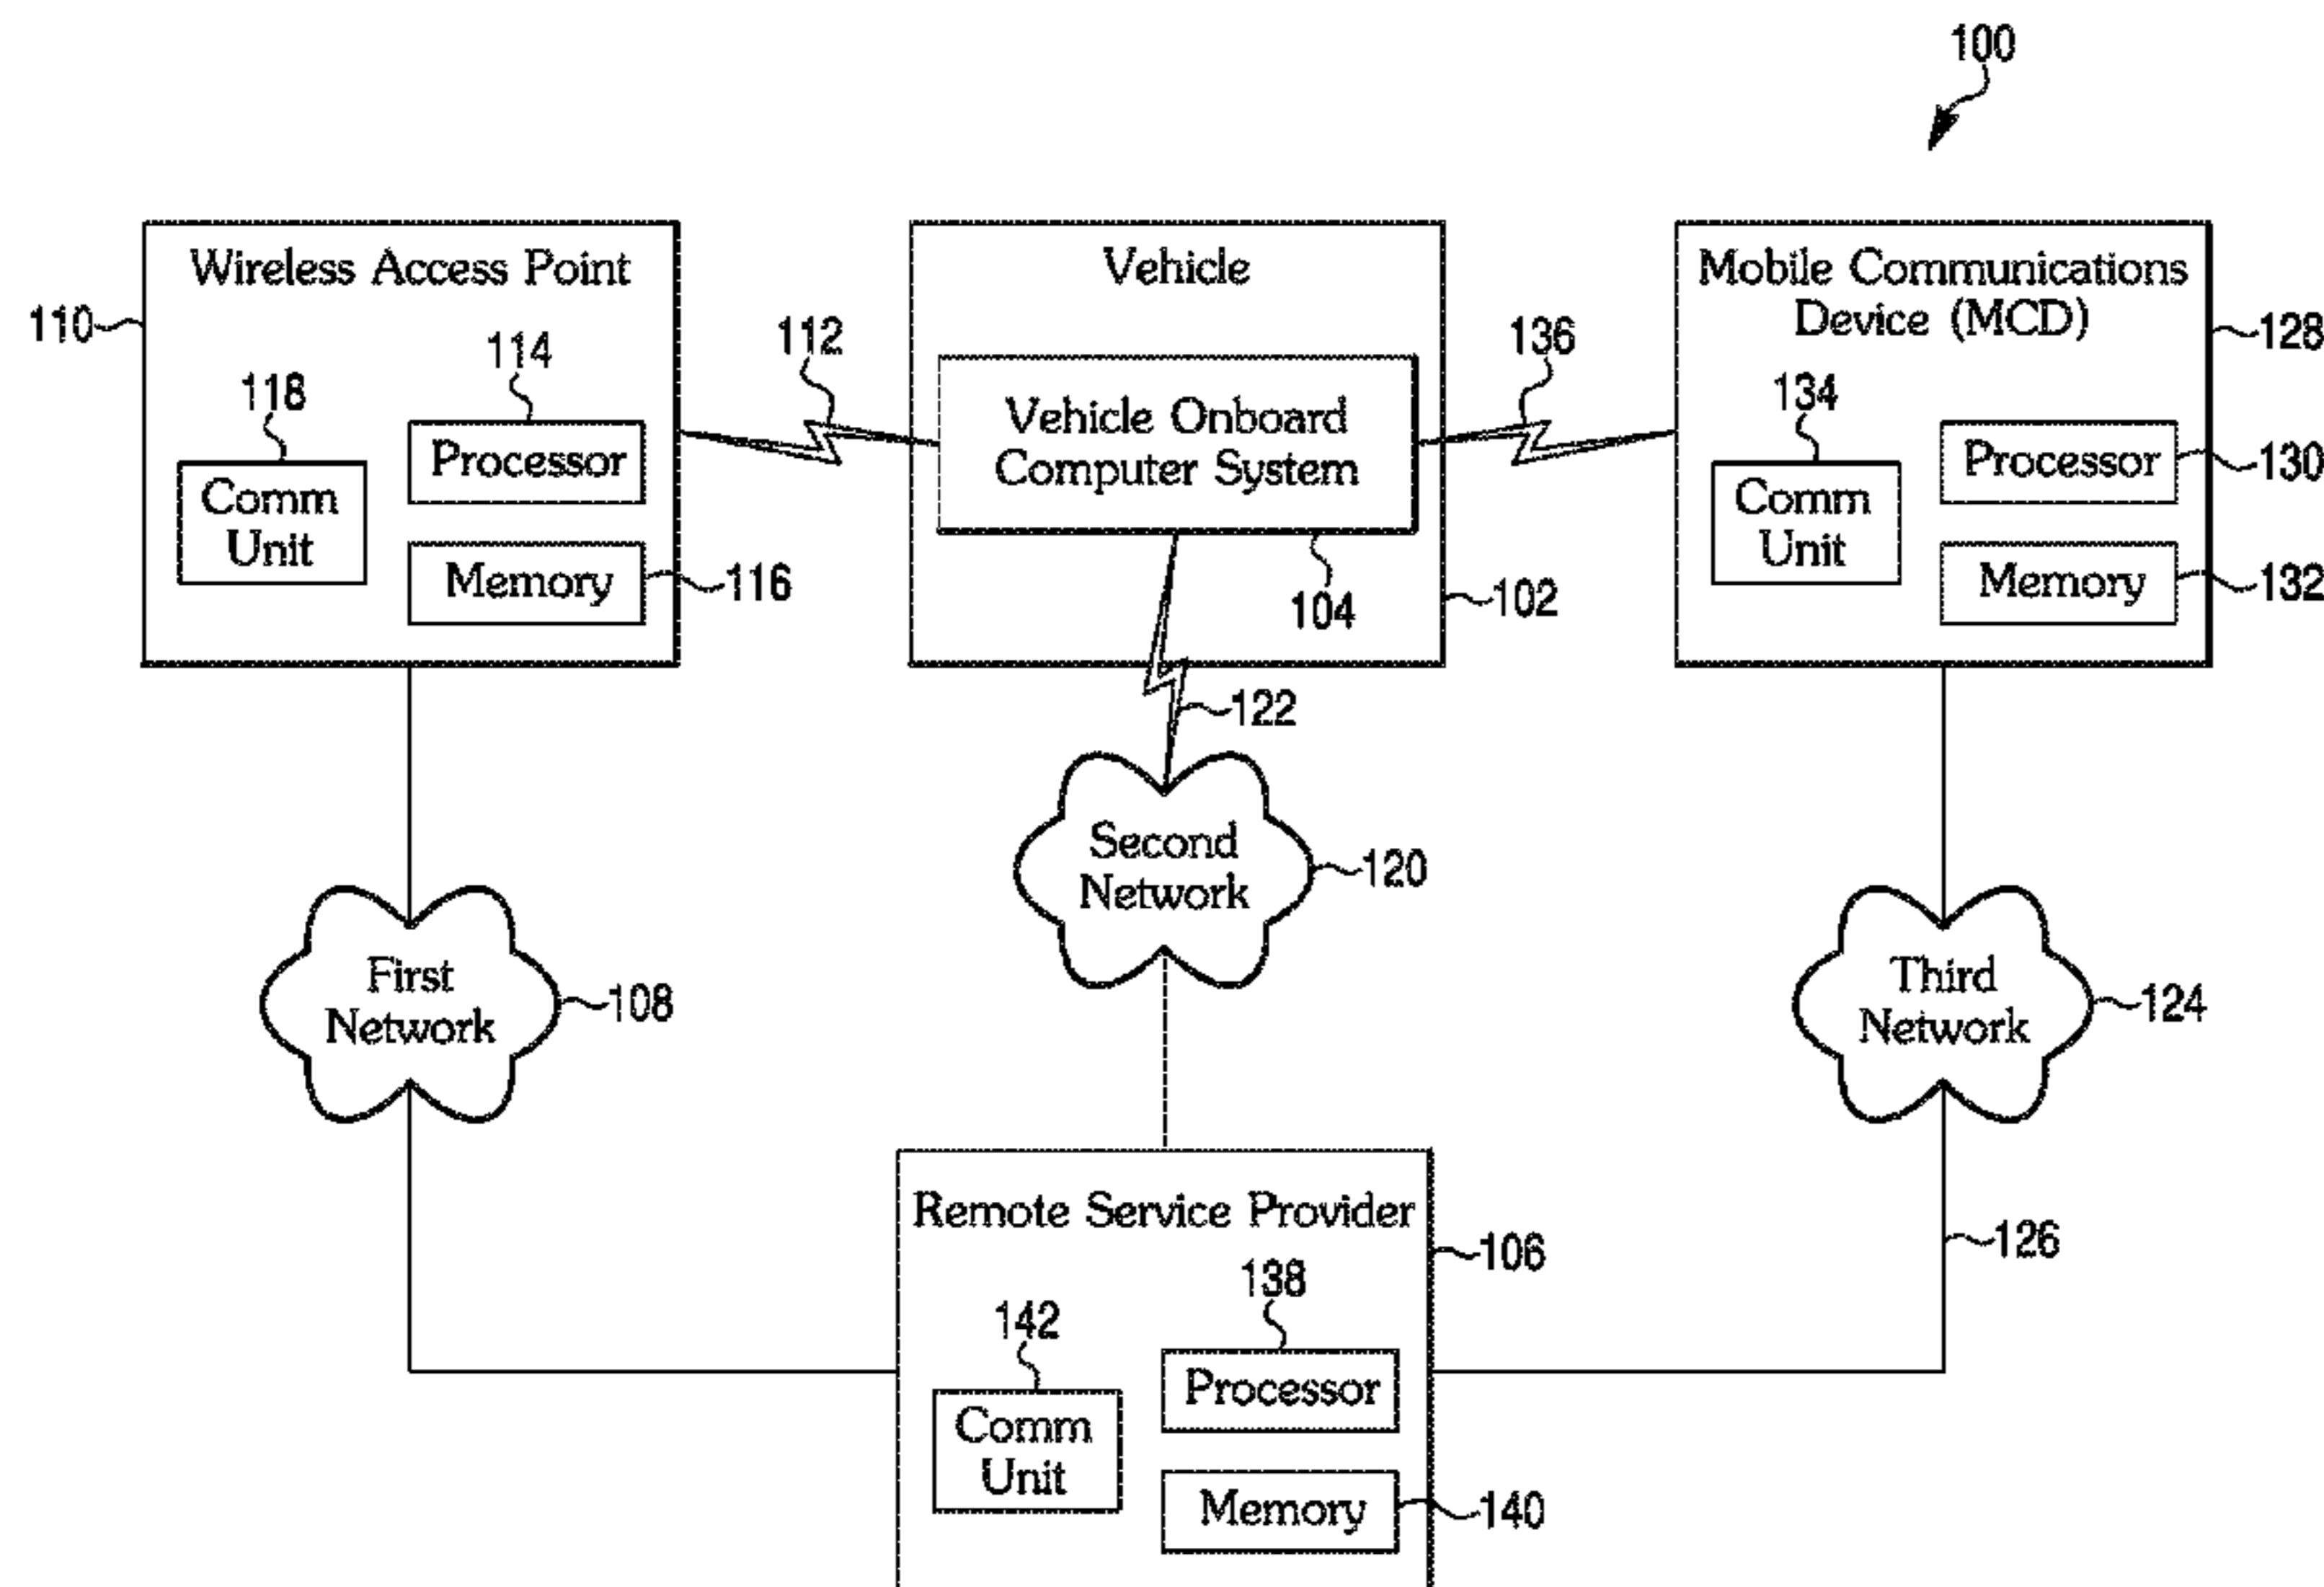 100
Wireless Access Point
110
114
118
Processor
Comm
Unit
Memory
116
112
Vehicle
Vehicle Onboard
Computer System
104
102
136
Mobile Communications
Device (MCD)
128
134
Processor
130
Comm
Unit
Memory
132
122
Second
Network
120
First
Network
108
Third
Network
124
Remote Service Provider
106
126
138
142
Processor
Comm
Unit
Memory
140